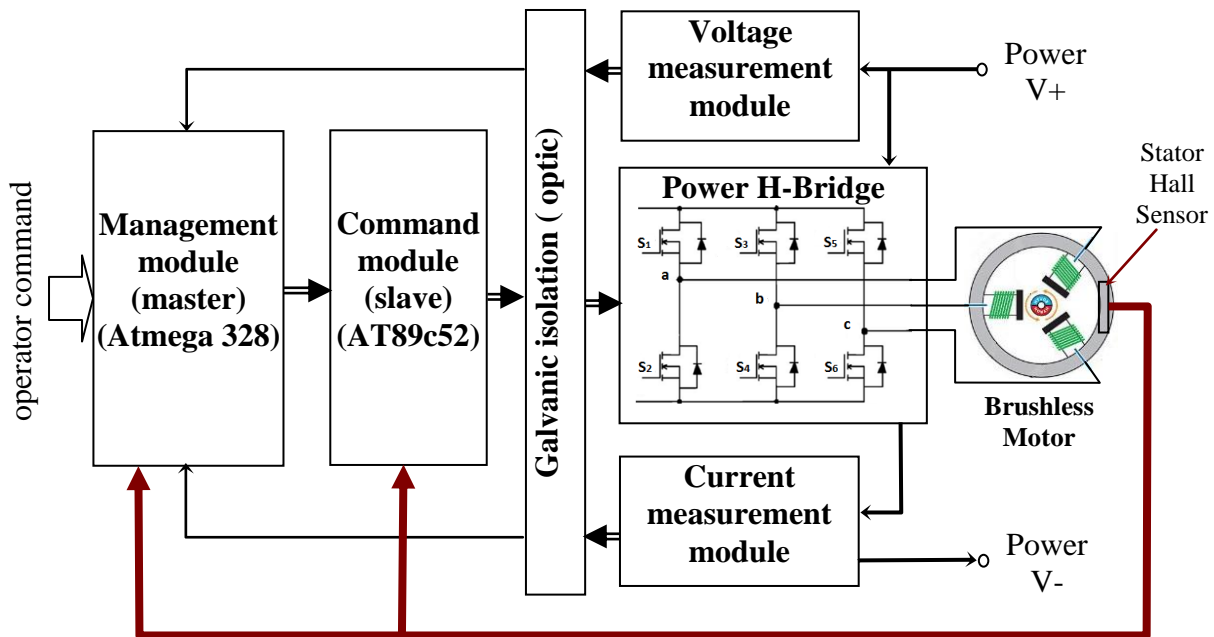 operator command
Management
module
(master)
(Atmega 328)
Command
module
(slave)
(AT89c52)
Galvanic isolation ( optic)
Voltage
measurement
module
Power
V+
Power H-Bridge
S1
S3
S5
a
b
c
S2
S4
S6
Stator
Hall
Sensor
Brushless
Motor
Current
measurement
module
Power
V-